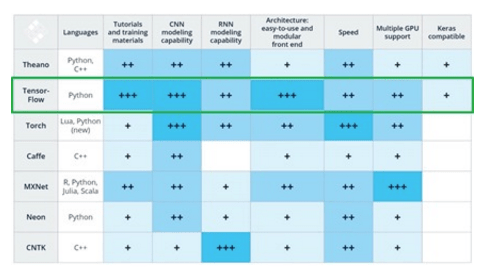 Languages Tutorials and training materials CNN modeling capability RNN modeling capability Architecture: easy-to-use and modular front end Speed Multiple GPU support Keras compatible
Theano Python, C++ ++ ++ ++ + ++ + +
Tensor-Flow Python +++ +++ ++ +++ ++ ++ +
Torch Lua, Python (new) + +++ ++ ++ +++ ++
Caffe C++ + ++ + + +
MXNet R, Python, Julia, Scala ++ ++ + ++ ++ +++
Neon Python + ++ + + ++ +
CNTK C++ + + +++ + ++ +